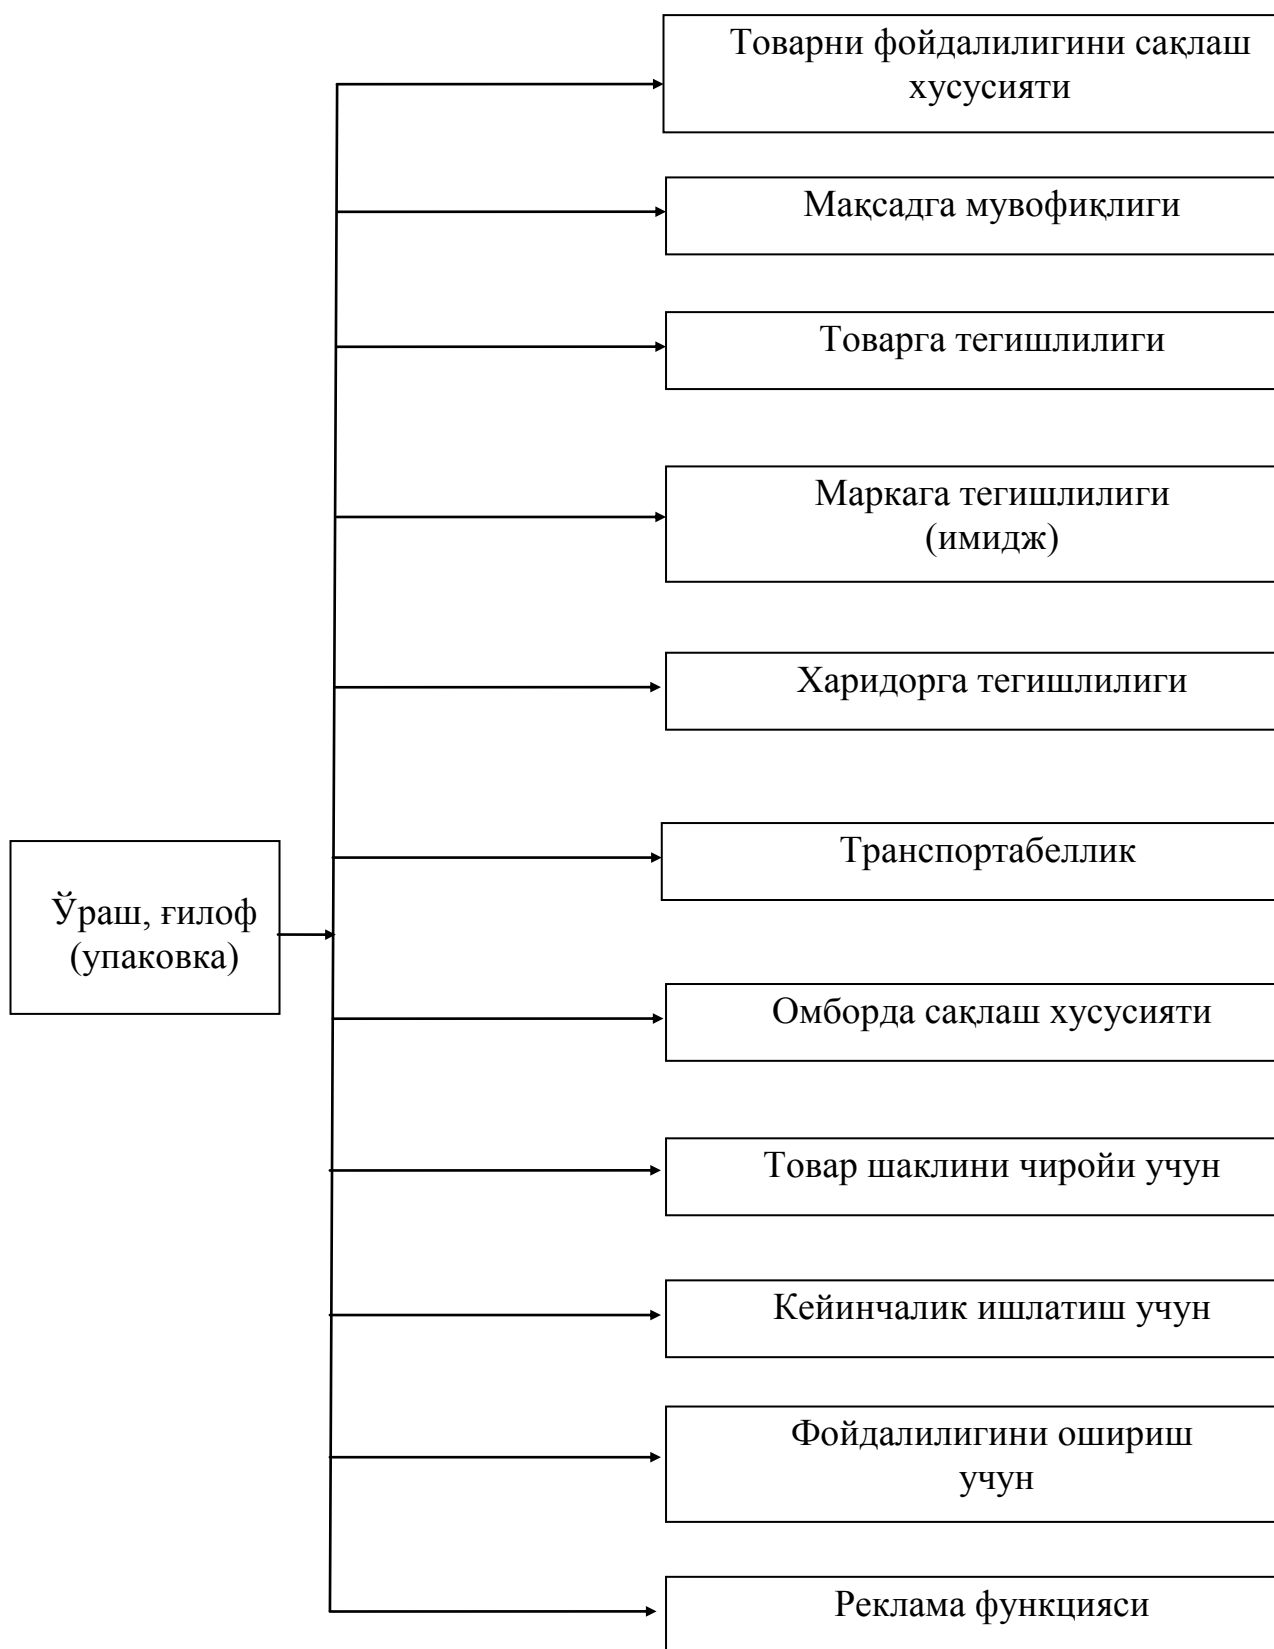 Товарни фойдалилигини сақлаш
хусусияти
Мақсадга мувофиқлиги
Товарга тегишлилиги
Маркага тегишлилиги
(имидж)
Харидорга тегишлилиги
Транспортабеллик
Ўраш, ғилоф
(упаковка)
Омборда сақлаш хусусияти
Товар шаклини чиройи учун
Кейинчалик ишлатиш учун
Фойдалилигини ошириш
учун
Реклама функцияси